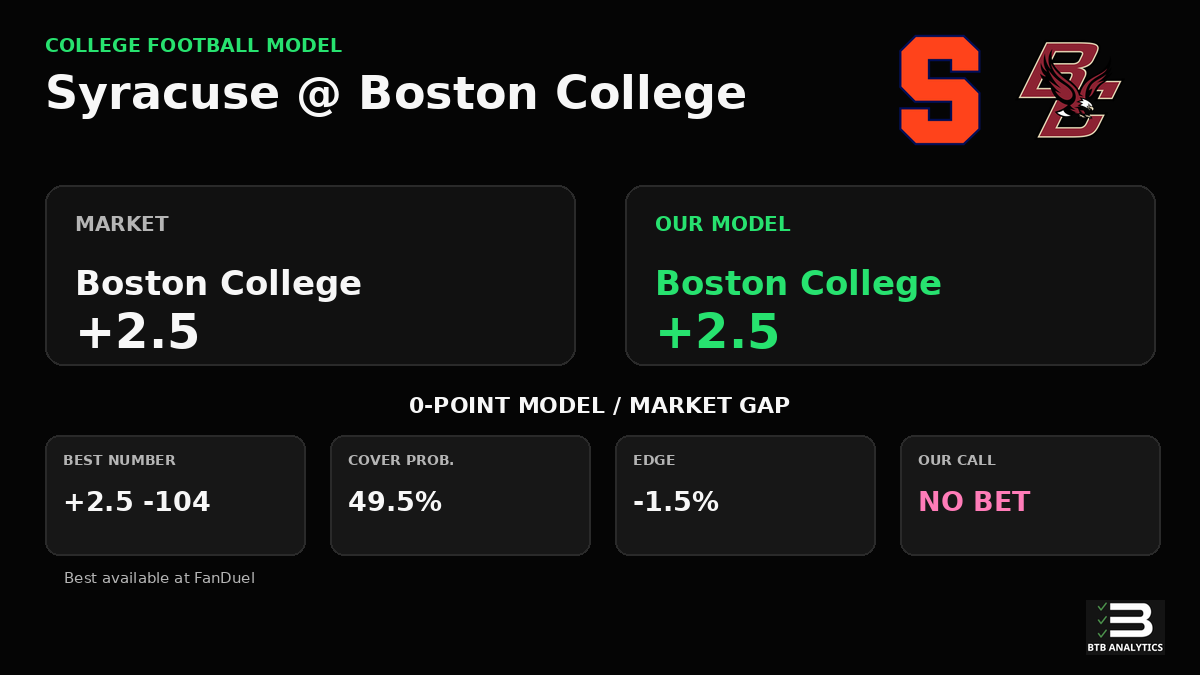 COLLEGE FOOTBALL MODEL
Syracuse @ Boston College
S
BC
MARKET
Boston College
+2.5
OUR MODEL
Boston College
+2.5
0-POINT MODEL / MARKET GAP
BEST NUMBER
+2.5 -104
COVER PROB.
49.5%
EDGE
-1.5%
OUR CALL
NO BET
Best available at FanDuel
B
BTB ANALYTICS